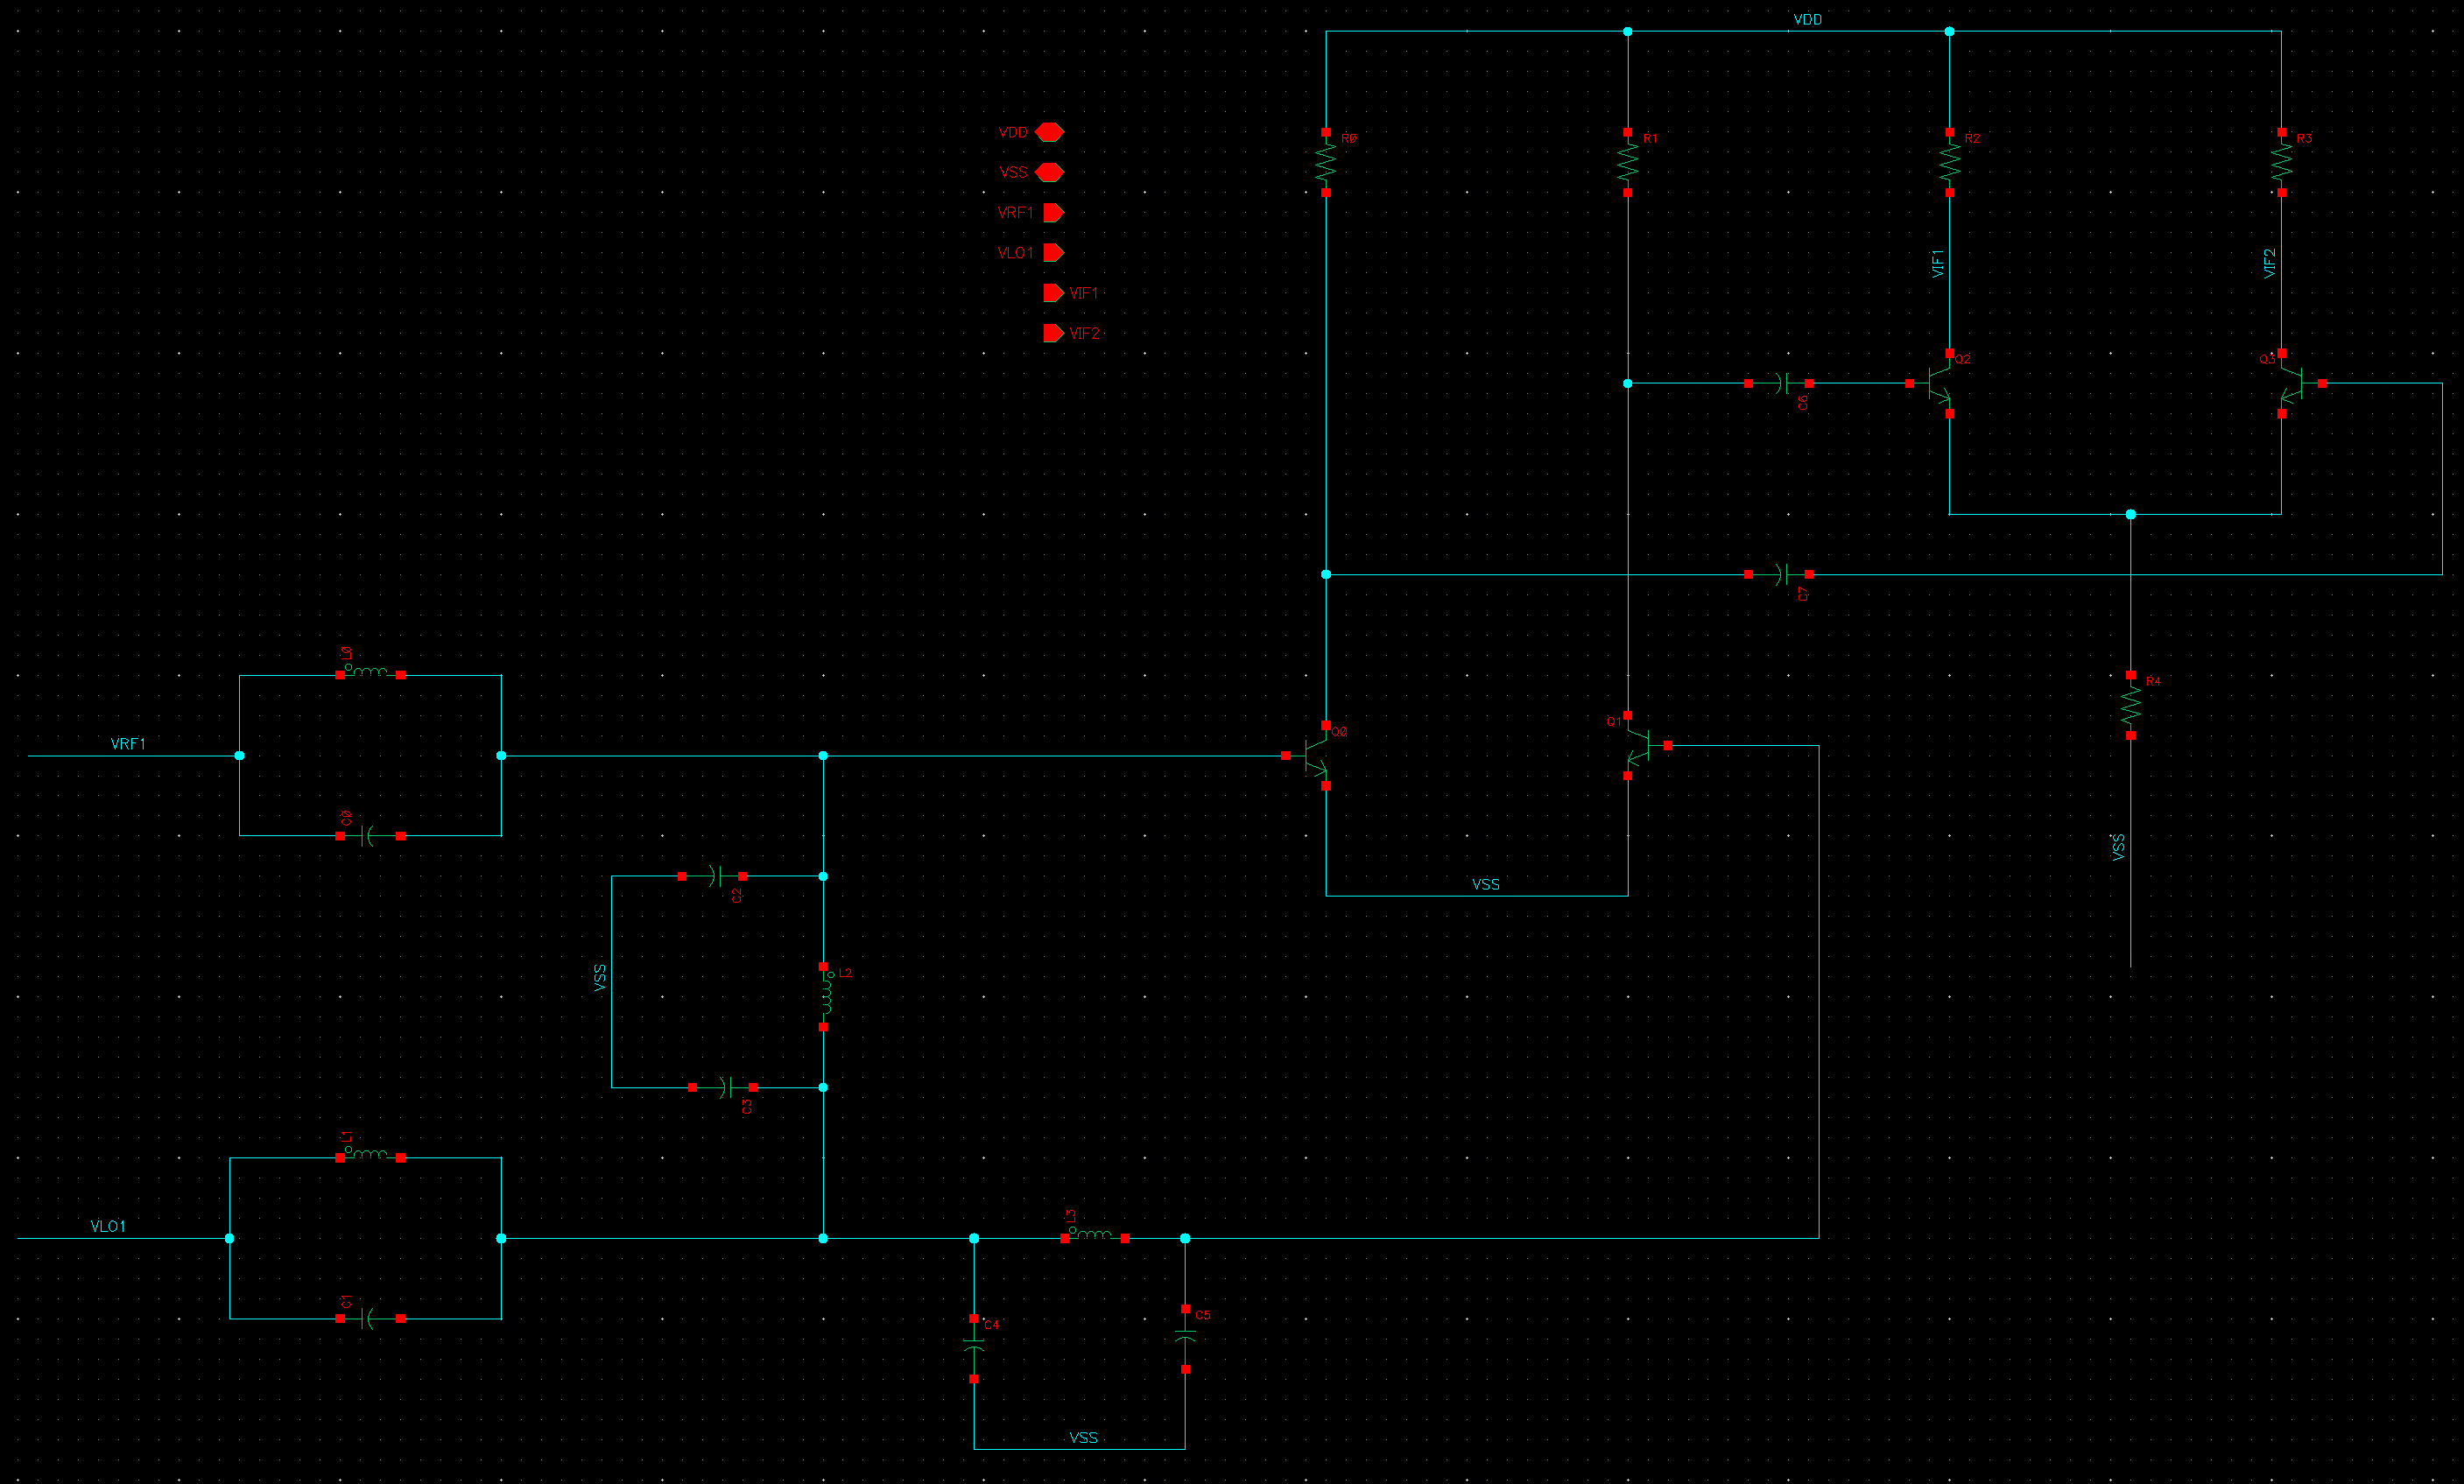 VDD
VDD
R0
R1
R2
R3
VSS
VRF1
VLO1
VIF1
VIF2
VIF1
VIF2
Q2
Q3
C6
C7
L0
R4
Q0
Q1
VRF1
C0
VSS
VSS
C2
VSS
L2
C3
L1
VLO1
L3
C1
C4
C5
VSS